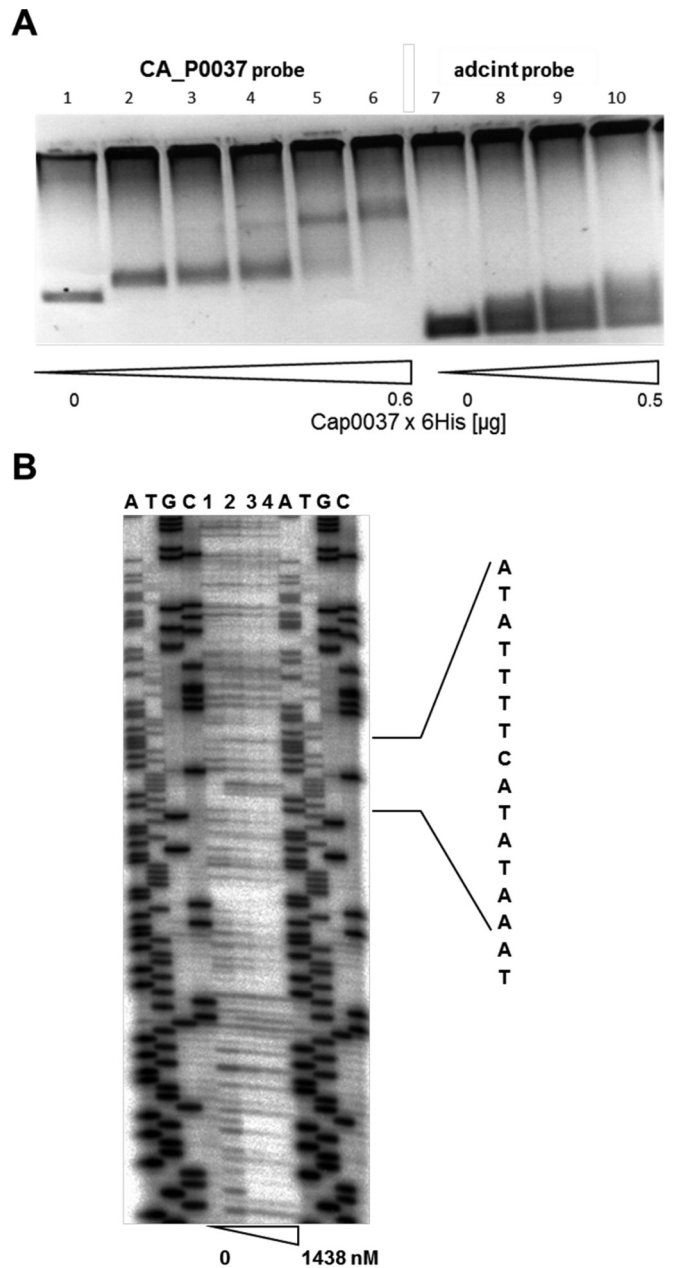 A
CA_P0037 probe adcint probe
1 2 3 4 5 6 7 8 9 10
0 0.6 0 0.5
Cap0037 x 6His [µg]
B
A T G C 1 2 3 4 A T G C
A
T
A
T
T
T
T
C
A
T
A
T
A
A
A
T
0 1438 nM